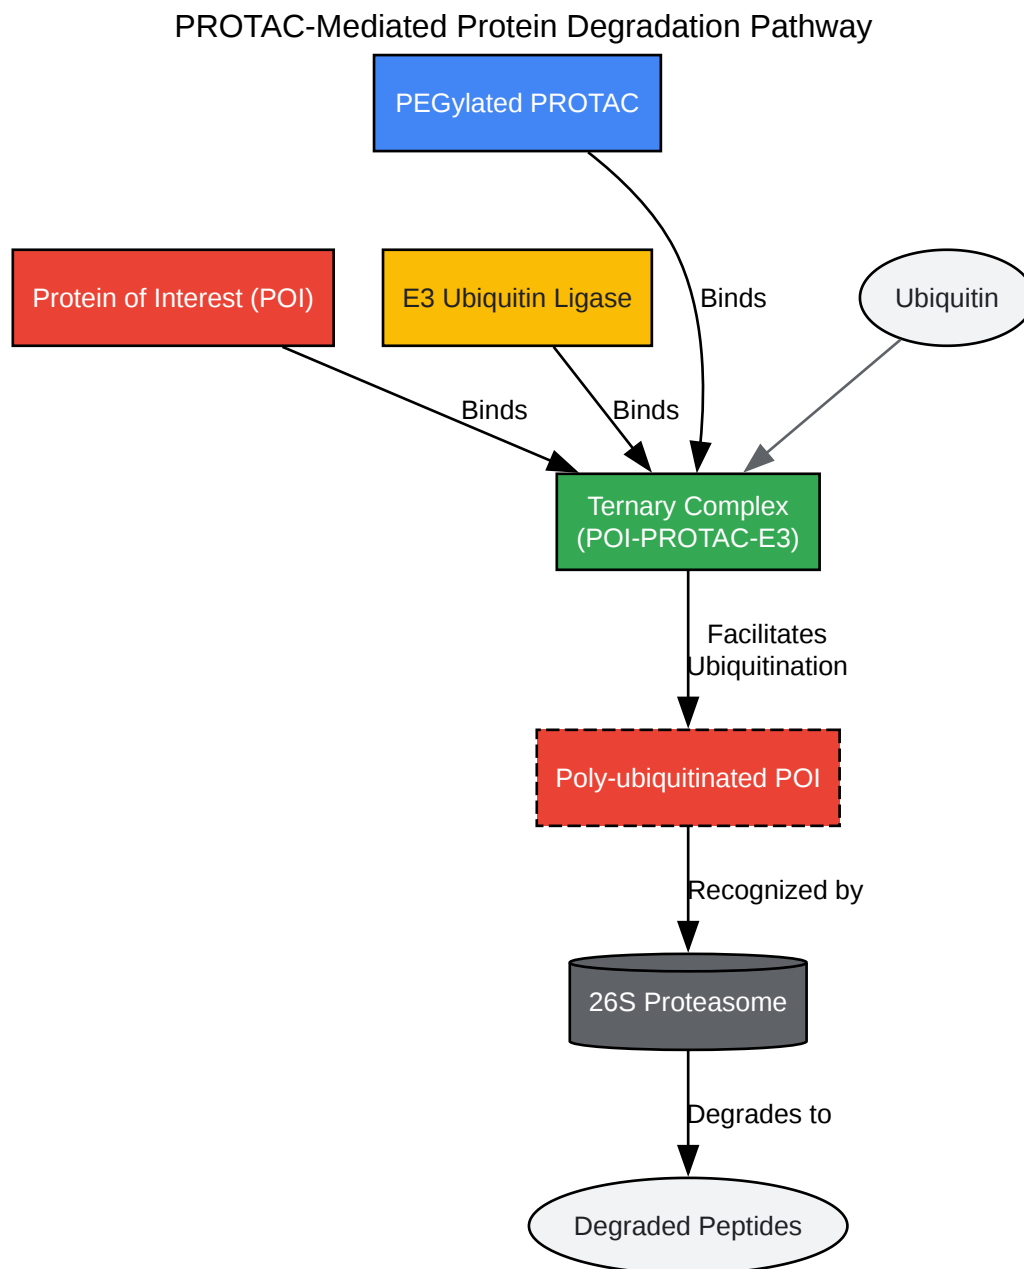 PROTAC-Mediated Protein Degradation Pathway
PEGylated PROTAC
Protein of Interest (POI)
E3 Ubiquitin Ligase
Binds
Ubiquitin
Binds
Binds
Ternary Complex
(POI-PROTAC-E3)
Facilitates
Ubiquitination
Poly-ubiquitinated POI
Recognized by
26S Proteasome
Degrades to
Degraded Peptides